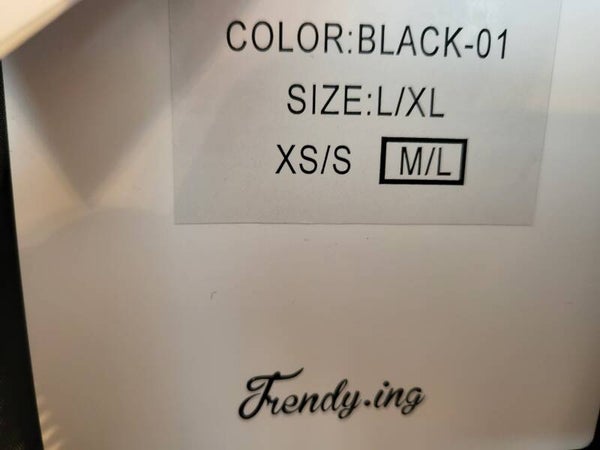 COLOR:BLACK-01
SIZE:L/XL
XS/S M/L
Trendy.ing